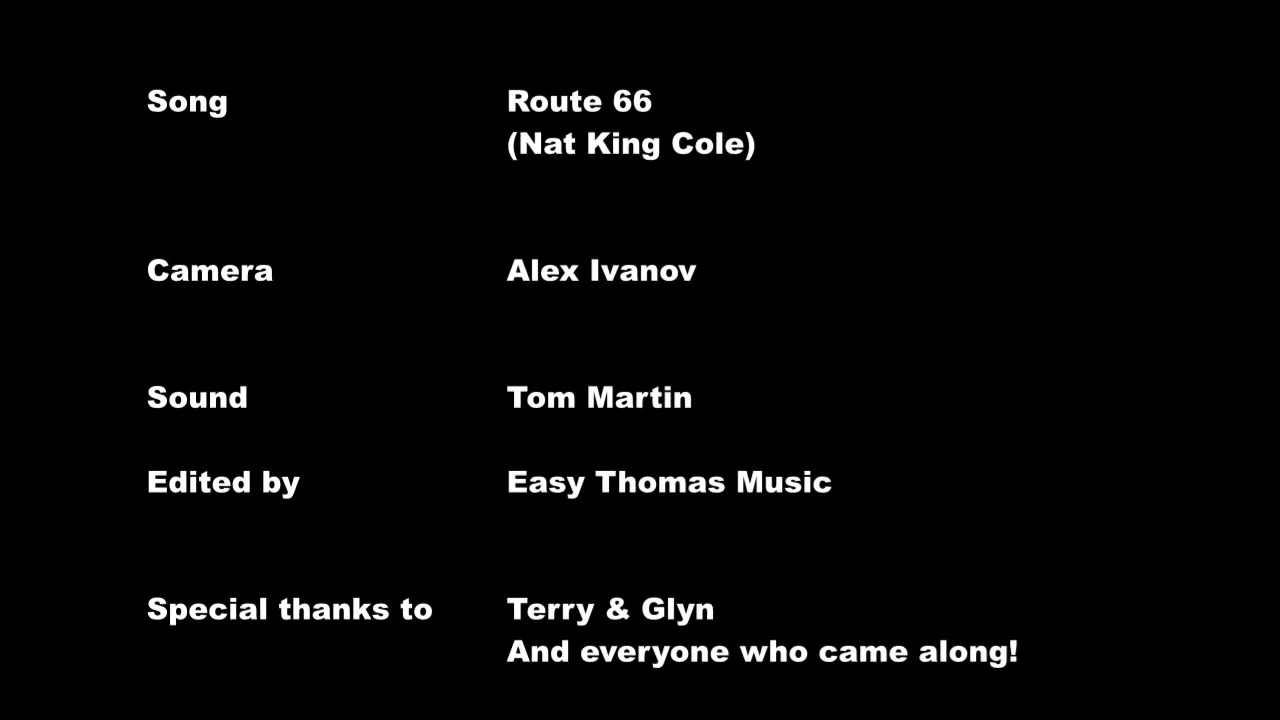 Song Route 66
(Nat King Cole)
Camera Alex Ivanov
Sound Tom Martin
Edited by Easy Thomas Music
Special thanks to Terry & Glyn
And everyone who came along!